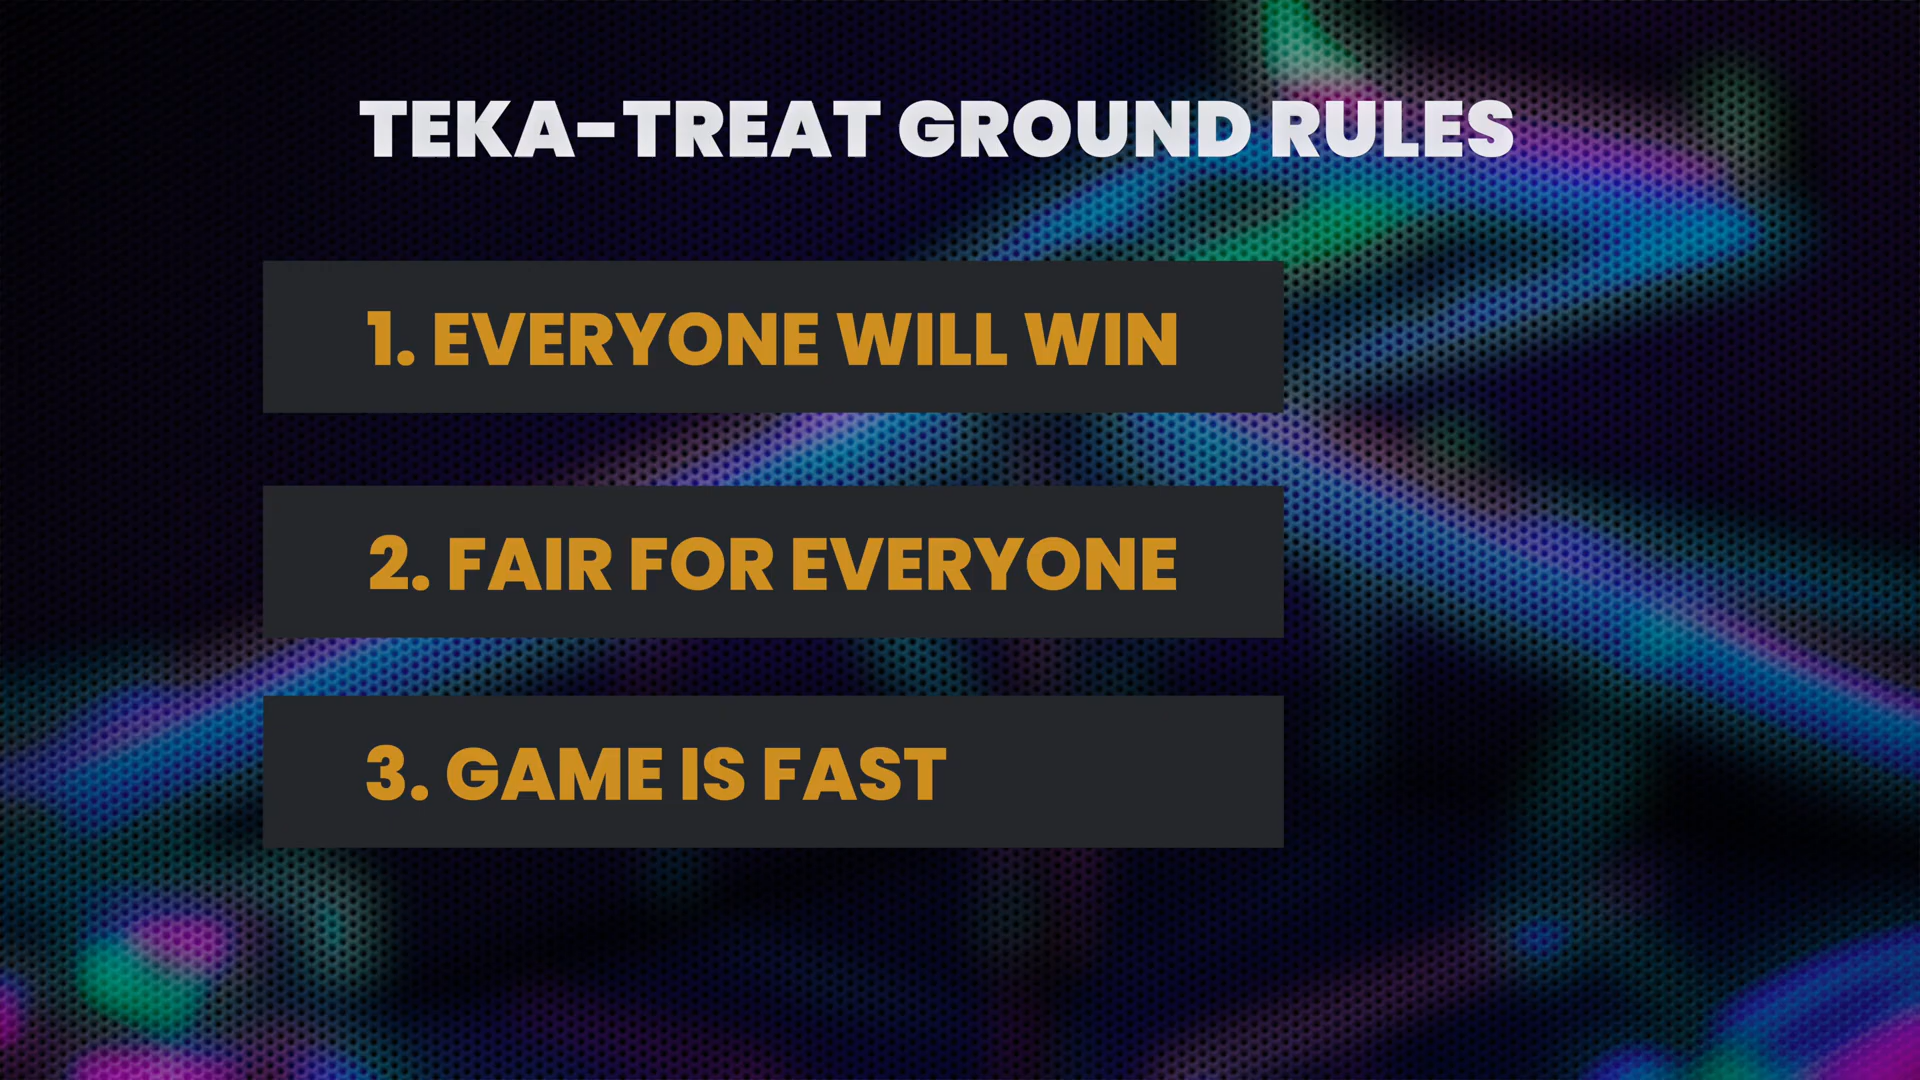 TEKA-TREAT GROUND RULES
1. EVERYONE WILL WIN
2. FAIR FOR EVERYONE
3. GAME IS FAST